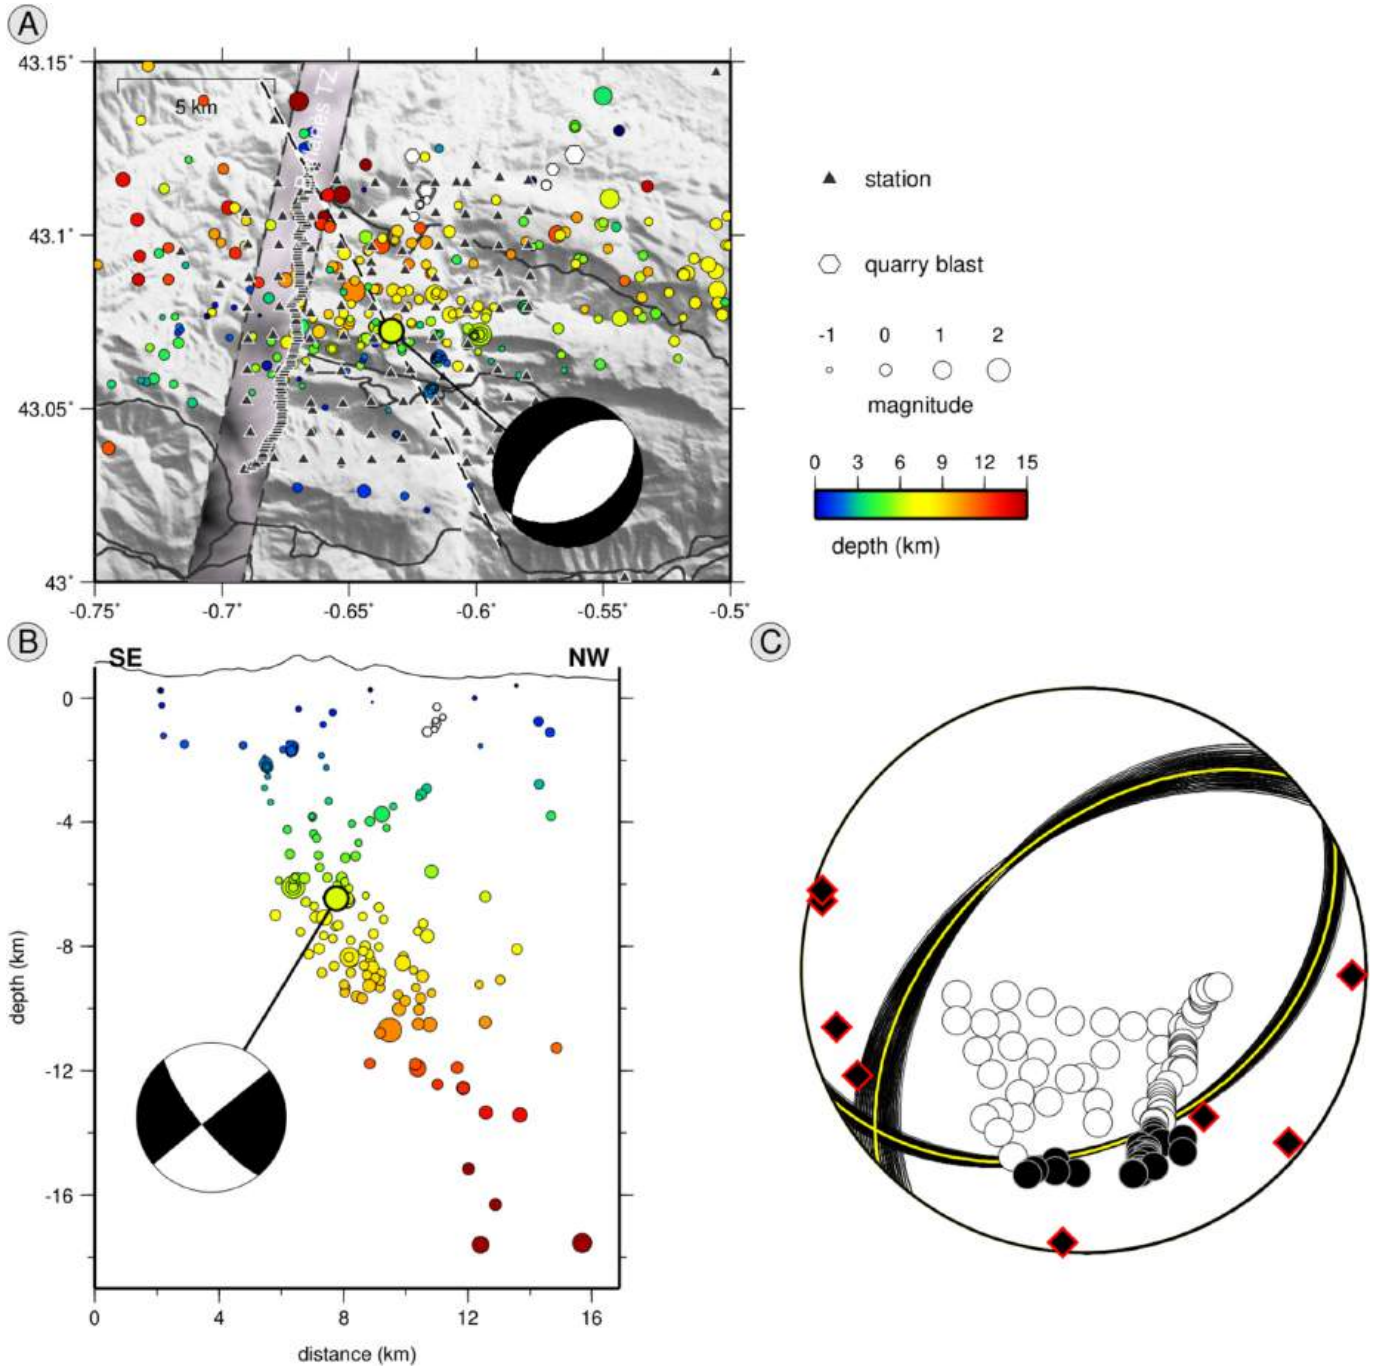 A
43.15°
43.1°
43.05°
43°
5 km
TZ
-0.75°
-0.7°
-0.65°
-0.6°
-0.55°
-0.5°
station
quarry blast
-1 0 1 2
magnitude
0 3 6 9 12 15
depth (km)
B
SE
NW
0
-4
-8
-12
-16
depth (km)
0 4 8 12 16
distance (km)
C